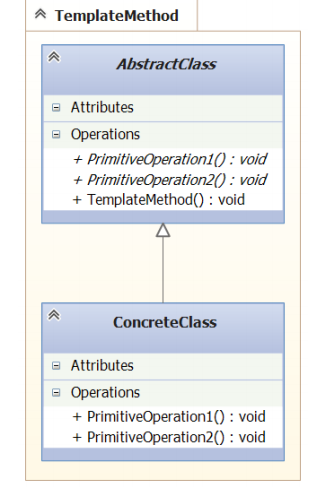 TemplateMethod
AbstractClass
Attributes
Operations
+ PrimitiveOperation1() : void
+ PrimitiveOperation2() : void
+ TemplateMethod() : void
ConcreteClass
Attributes
Operations
+ PrimitiveOperation1() : void
+ PrimitiveOperation2() : void